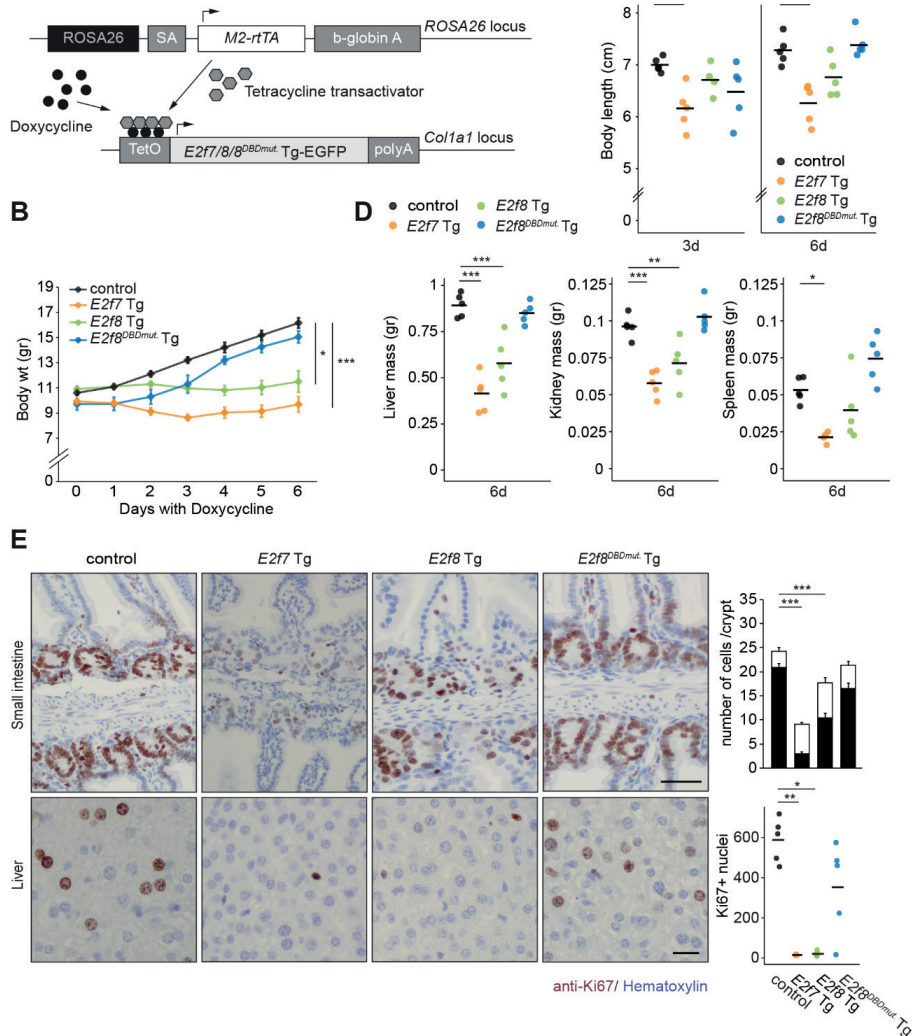 ROSA26
SA
M2-rtTA
b-globin A
ROSA26 locus
Doxycycline
Tetracycline transactivator
TetO
E2f7/8/8DBDmut. Tg-EGFP
polyA
Col1a1 locus
Body length (cm)
8
7
6
5
0
control
E2f7 Tg
E2f8 Tg
E2f8DBDmut. Tg
3d
6d
B
control
E2f7 Tg
E2f8 Tg
E2f8DBDmut. Tg
Body wt (gr)
19
17
15
13
11
9
0
*
***
0 1 2 3 4 5 6
Days with Doxycycline
D
control
E2f7 Tg
E2f8 Tg
E2f8DBDmut. Tg
Liver mass (gr)
1
0.75
0.5
0.25
0
***
***
6d
Kidney mass (gr)
0.125
0.1
0.075
0.05
0.025
0
**
***
6d
Spleen mass (gr)
0.125
0.1
0.075
0.05
0.025
0
*
6d
E
control
E2f7 Tg
E2f8 Tg
E2f8DBDmut. Tg
Small intestine
Liver
anti-Ki67/ Hematoxylin
number of cells /crypt
***
***
35
30
25
20
15
10
5
0
Ki67+ nuclei
*
**
600
400
200
0
control
E2f7 Tg
E2f8 Tg
E2f8DBDmut. Tg